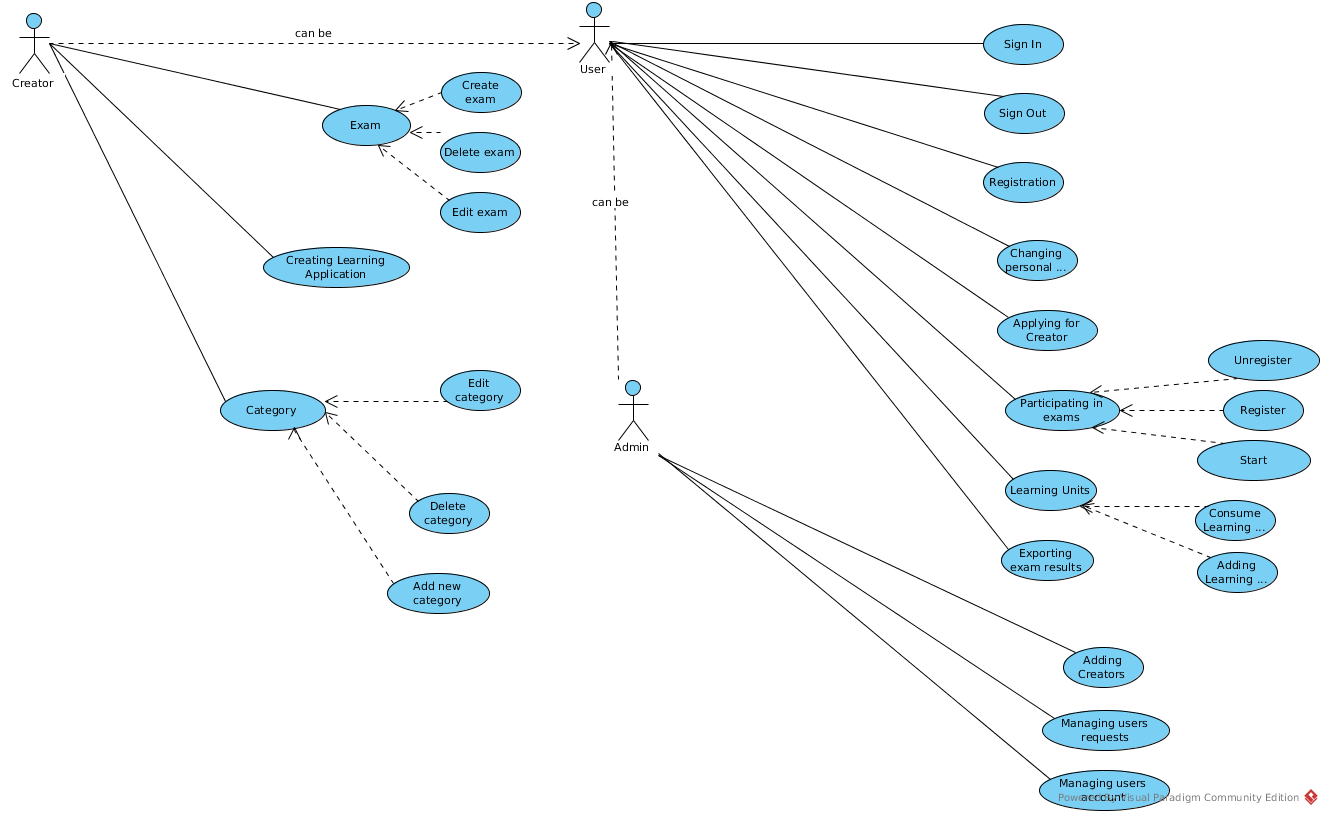 can be
Creator
User
Sign In
Create
exam
Sign Out
Exam
Delete exam
Registration
can be
Edit exam
Changing
personal ...
Creating Learning
Application
Applying for
Creator
Unregister
Edit
category
Category
Participating in
exams
Register
Admin
Start
Learning Units
Delete
category
Consume
Learning ...
Exporting
exam results
Adding
Learning ...
Add new
category
Adding
Creators
Managing users
requests
Managing users
account
Powered By Visual Paradigm Community Edition